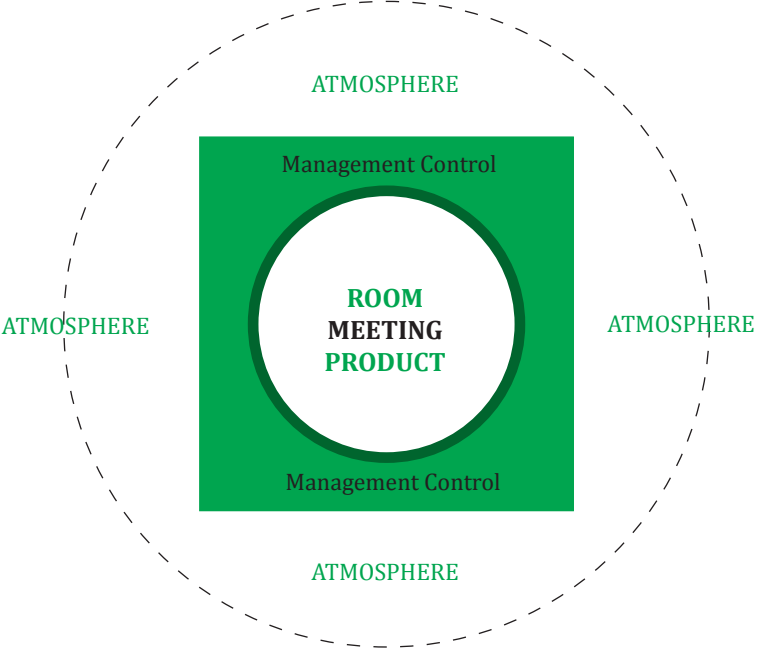 ATMOSPHERE
Management Control
ROOM
MEETING
PRODUCT
ATMOSPHERE
ATMOSPHERE
Management Control
ATMOSPHERE